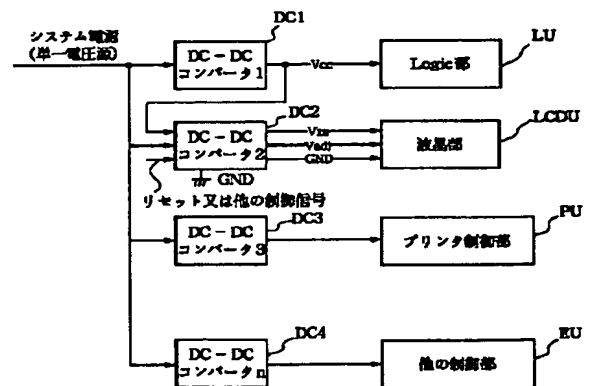 システム電源
(単一電圧源)
DC1
DC-DC
コンバータ1
Vcc
Logic部
LU
DC2
DC-DC
コンバータ2
Vadj
GND
液晶部
LCDU
GND
リセット又は他の制御信号
DC3
DC-DC
コンバータ3
プリンタ制御部
PU
DC4
DC-DC
コンバータn
他の制御部
EU